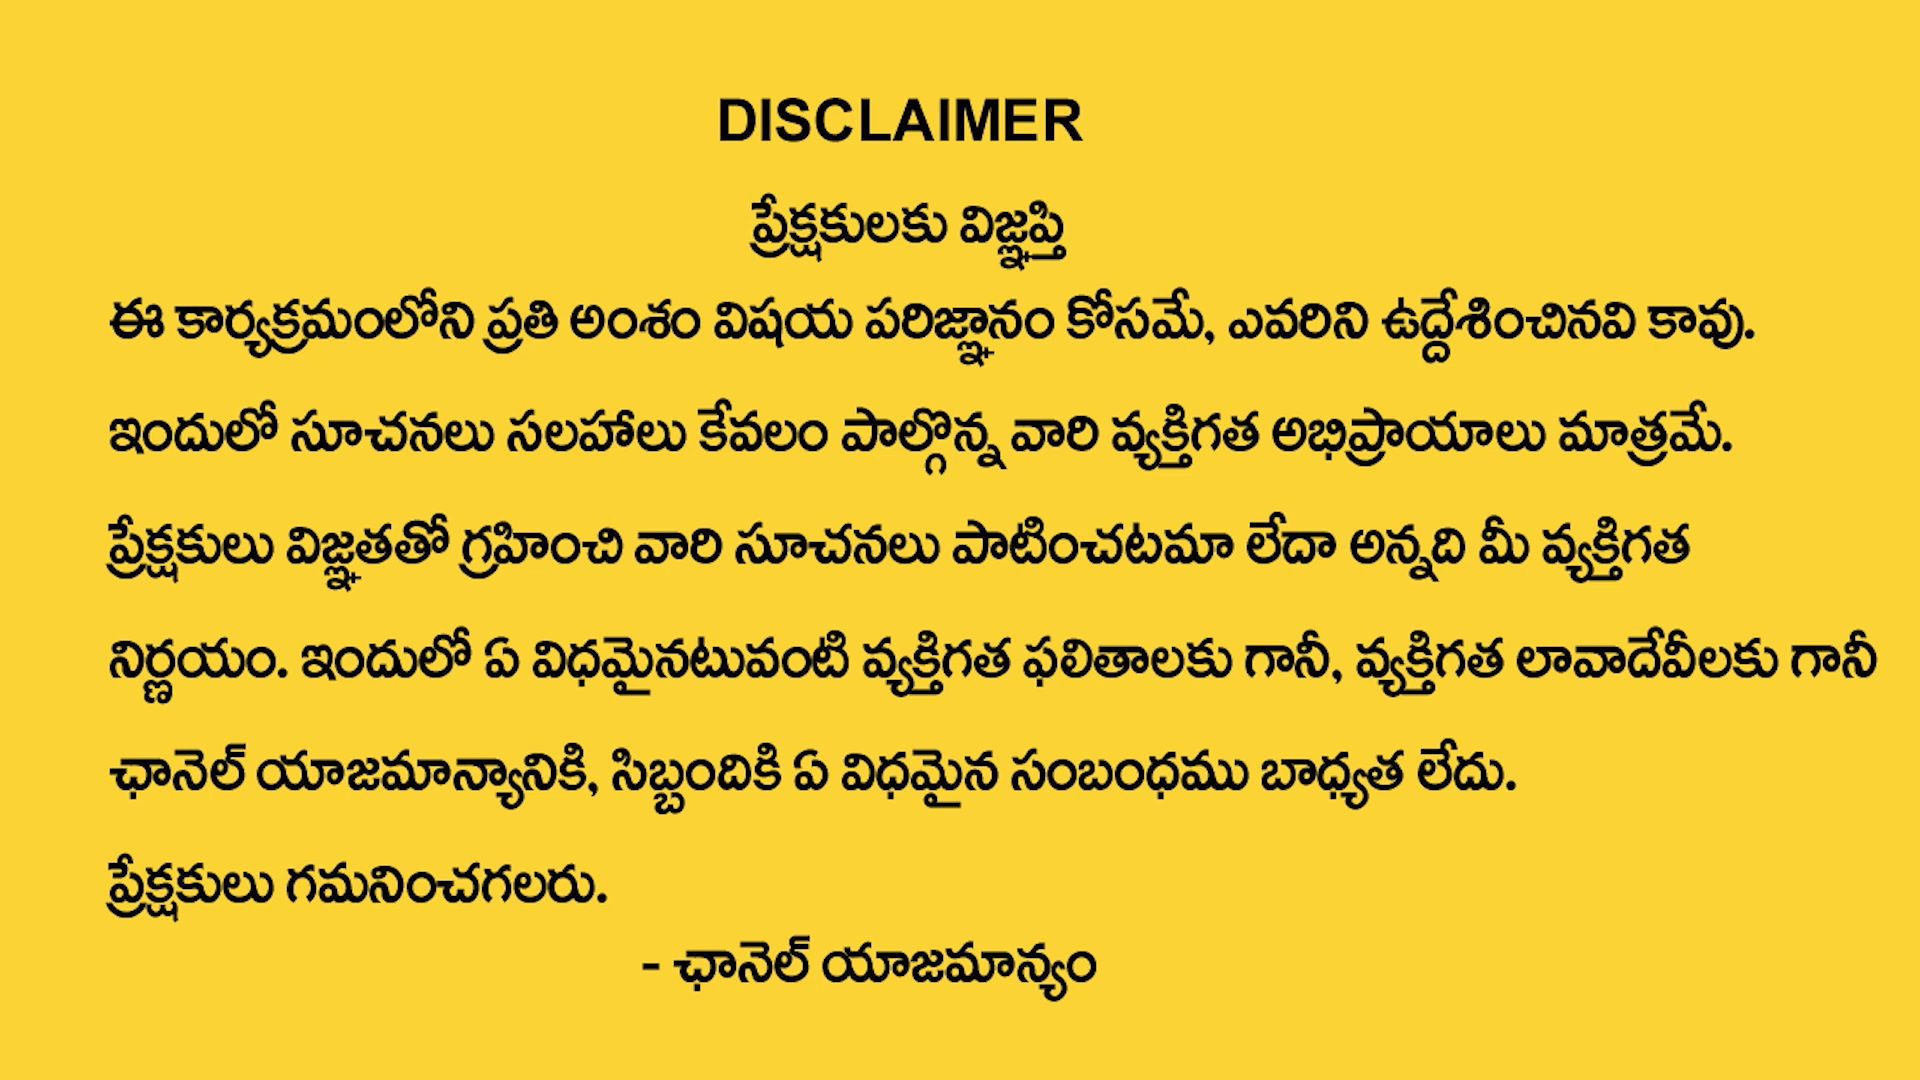 DISCLAIMER
ప్రేక్షకులకు విజ్ఞప్తి
ఈ కార్యక్రమంలోని ప్రతి అంశం విషయ పరిజ్ఞానం కోసమే, ఎవరిని ఉద్దేశించినవి కావు.
ఇందులో సూచనలు సలహాలు కేవలం పాల్గొన్న వారి వ్యక్తిగత అభిప్రాయాలు మాత్రమే.
ప్రేక్షకులు విజ్ఞతతో గ్రహించి వారి సూచనలు పాటించటమా లేదా అన్నది మీ వ్యక్తిగత
నిర్ణయం. ఇందులో ఏ విధమైనటువంటి వ్యక్తిగత ఫలితాలకు గానీ, వ్యక్తిగత లావాదేవీలకు గానీ
ఛానెల్ యాజమాన్యానికి, సిబ్బందికి ఏ విధమైన సంబంధము బాధ్యత లేదు.
ప్రేక్షకులు గమనించగలరు.
- ఛానెల్ యాజమాన్యం